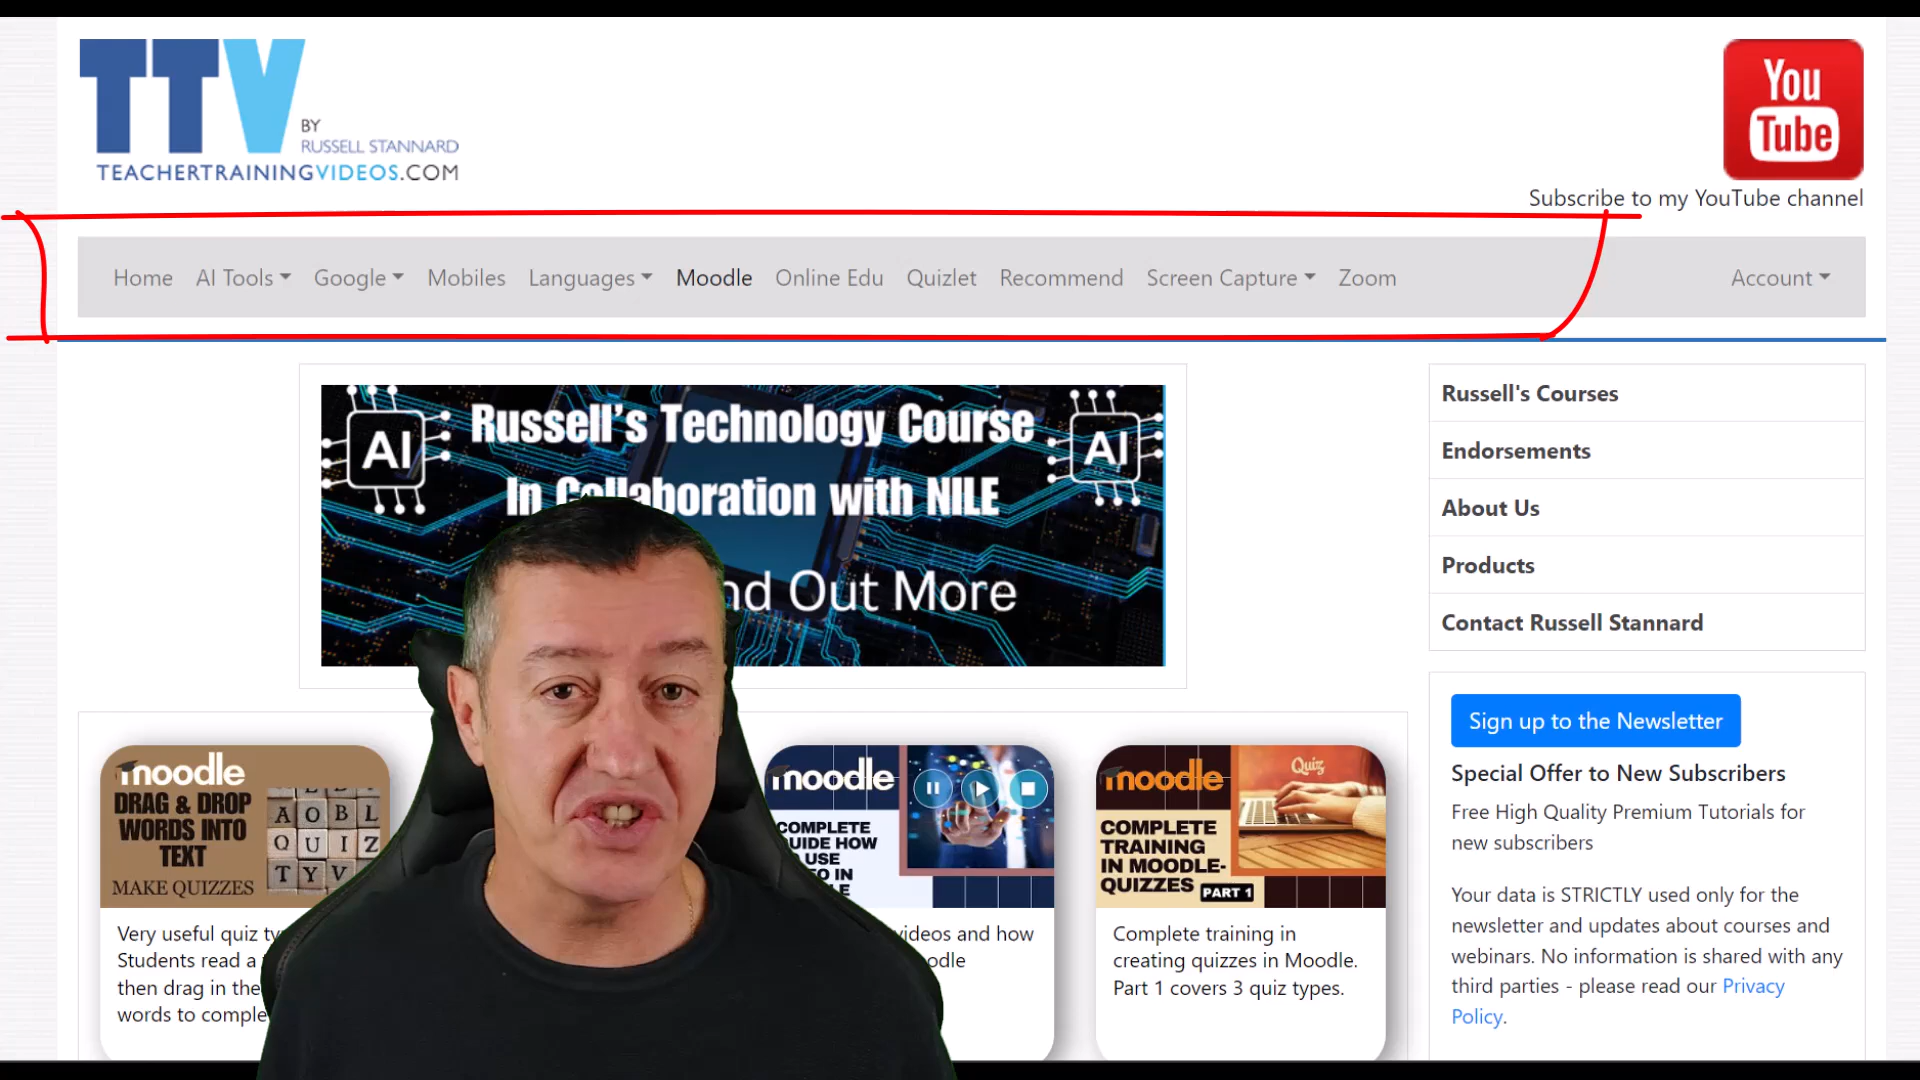 TTV
BY
RUSSELL STANNARD
TEACHERTRAININGVIDEOS.COM
You
Tube
Subscribe to my YouTube channel
Home AI Tools Google Mobiles Languages Moodle Online Edu Quizlet Recommend Screen Capture Zoom Account
AI Russell's Technology Course AI
In Collaboration with NILE
nd Out More
Russell's Courses
Endorsements
About Us
Products
Contact Russell Stannard
Sign up to the Newsletter
Special Offer to New Subscribers
Free High Quality Premium Tutorials for
new subscribers
Your data is STRICTLY used only for the
newsletter and updates about courses and
webinars. No information is shared with any
third parties - please read our Privacy
Policy.
moodle
DRAG & DROP
WORDS INTO
TEXT
MAKE QUIZZES
A O B L
Q U I Z
T Y V
Very useful quiz ty
Students read a
then drag in the
words to comple
moodle
COMPLETE
GUIDE HOW
USE
IN
videos and how
odle
moodle
Quiz
COMPLETE
TRAINING
IN MOODLE-
QUIZZES PART 1
Complete training in
creating quizzes in Moodle.
Part 1 covers 3 quiz types.